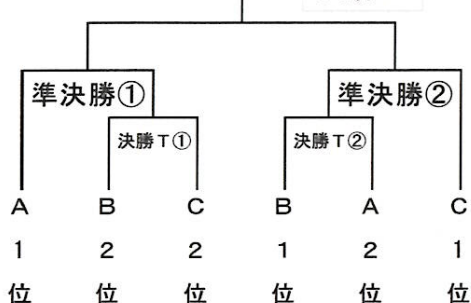 準決勝① 準決勝②
決勝T① 決勝T②
A B C B A C
1 2 2 1 2 1
位 位 位 位 位 位